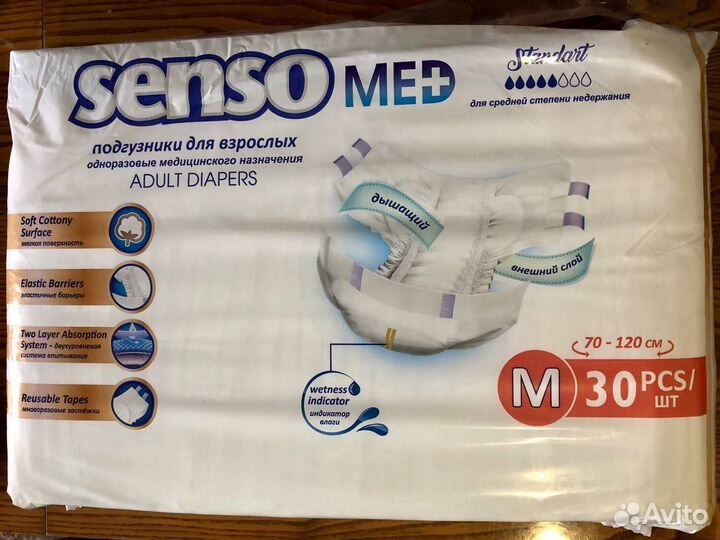 senso MED
Standart
для средней степени недержания
подгузники для взрослых
одноразовые медицинского назначения
ADULT DIAPERS
Soft Cottony
Surface
мягкая поверхность
Elastic Barriers
эластичные барьеры
Two Layer Absorption
System - двухуровневая
система впитывания
Reusable Tapes
многоразовые застёжки
дышащий
внешний слой
wetness
indicator
индикатор
влаги
70 - 120 см
M 30 PCS/
ШТ
Avito